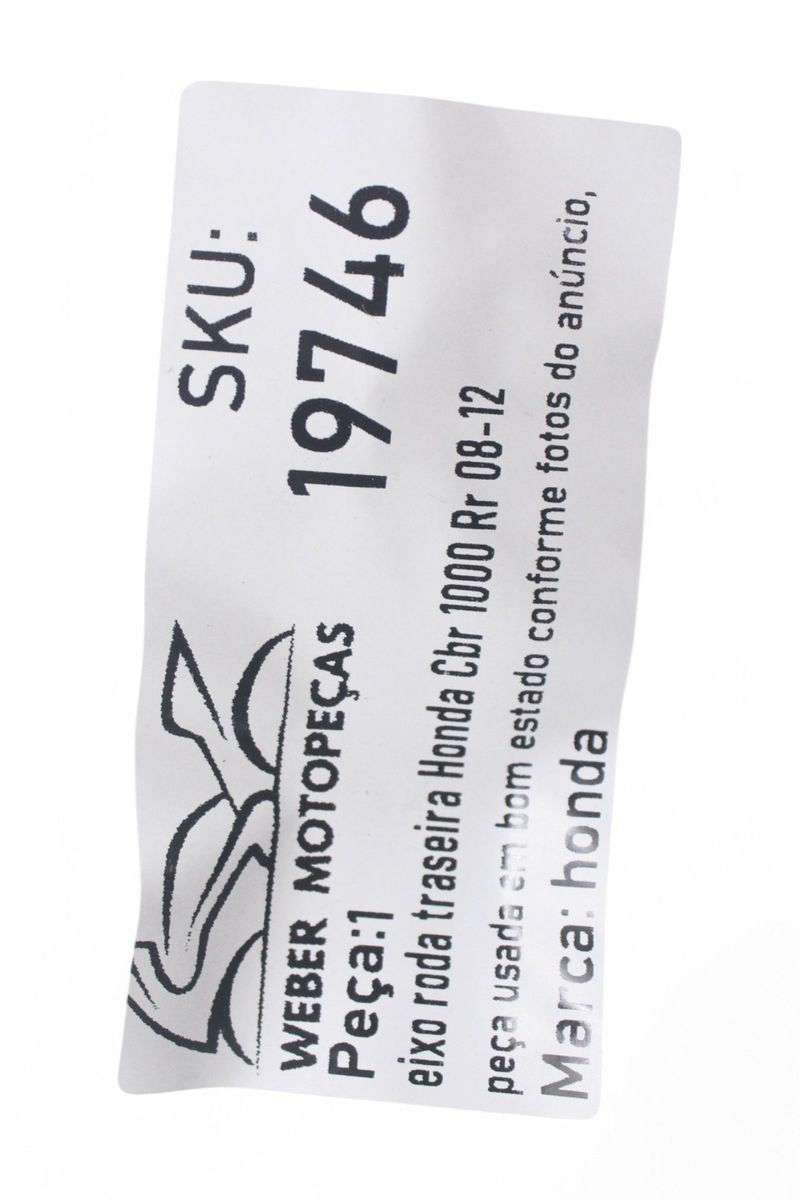 SKU:
19746
WEBER MOTOPEÇAS
Peça:1
eixo roda traseira Honda Cbr 1000 Rr 08-12
peça usada em bom estado conforme fotos do anúncio,
Marca: honda